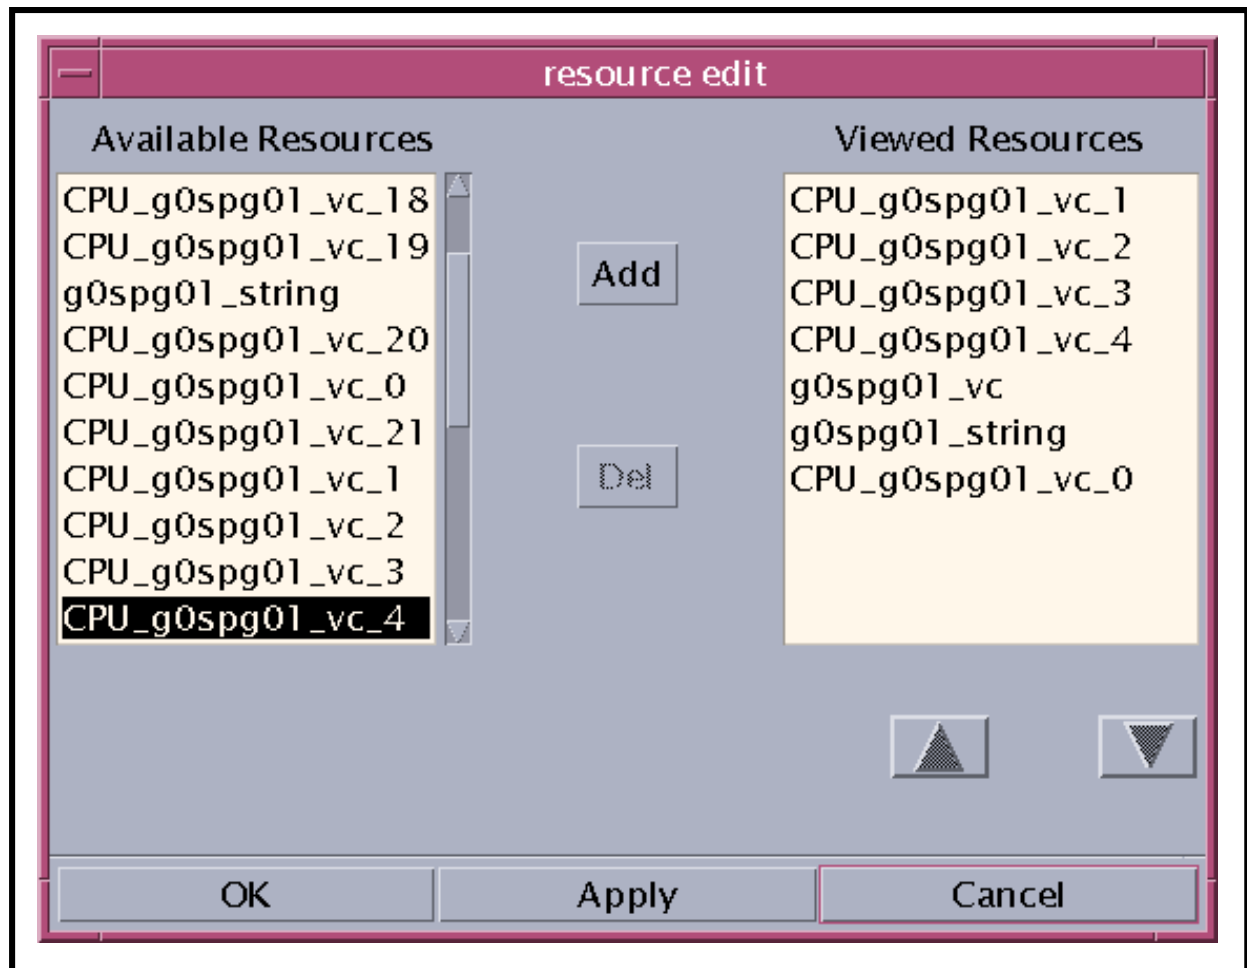 resource edit
Available Resources
CPU_g0spg01_vc_18
CPU_g0spg01_vc_19
g0spg01_string
CPU_g0spg01_vc_20
CPU_g0spg01_vc_0
CPU_g0spg01_vc_21
CPU_g0spg01_vc_1
CPU_g0spg01_vc_2
CPU_g0spg01_vc_3
CPU_g0spg01_vc_4
Add
Del
Viewed Resources
CPU_g0spg01_vc_1
CPU_g0spg01_vc_2
CPU_g0spg01_vc_3
CPU_g0spg01_vc_4
g0spg01_vc
g0spg01_string
CPU_g0spg01_vc_0
OK
Apply
Cancel